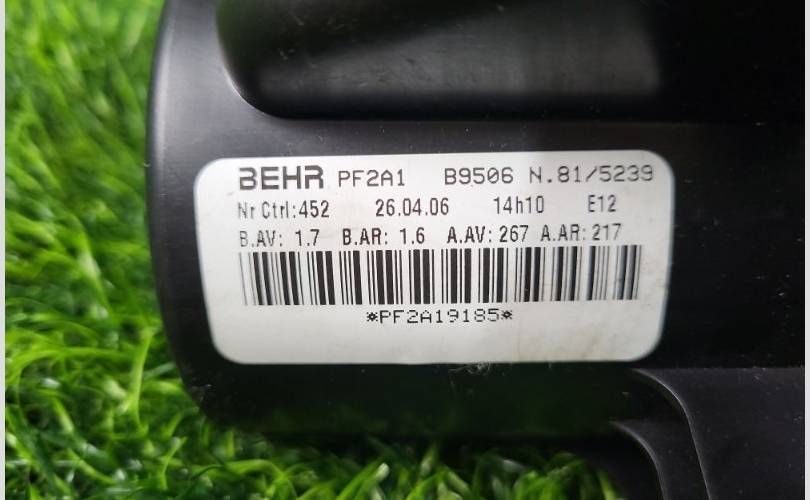 BEHR PF2A1 B9506 N.81/5239
Nr Ctrl:452 26.04.06 14h10 E12
B.AV: 1.7 B.AR: 1.6 A.AV:267 A.AR:217
*PF2A19185*